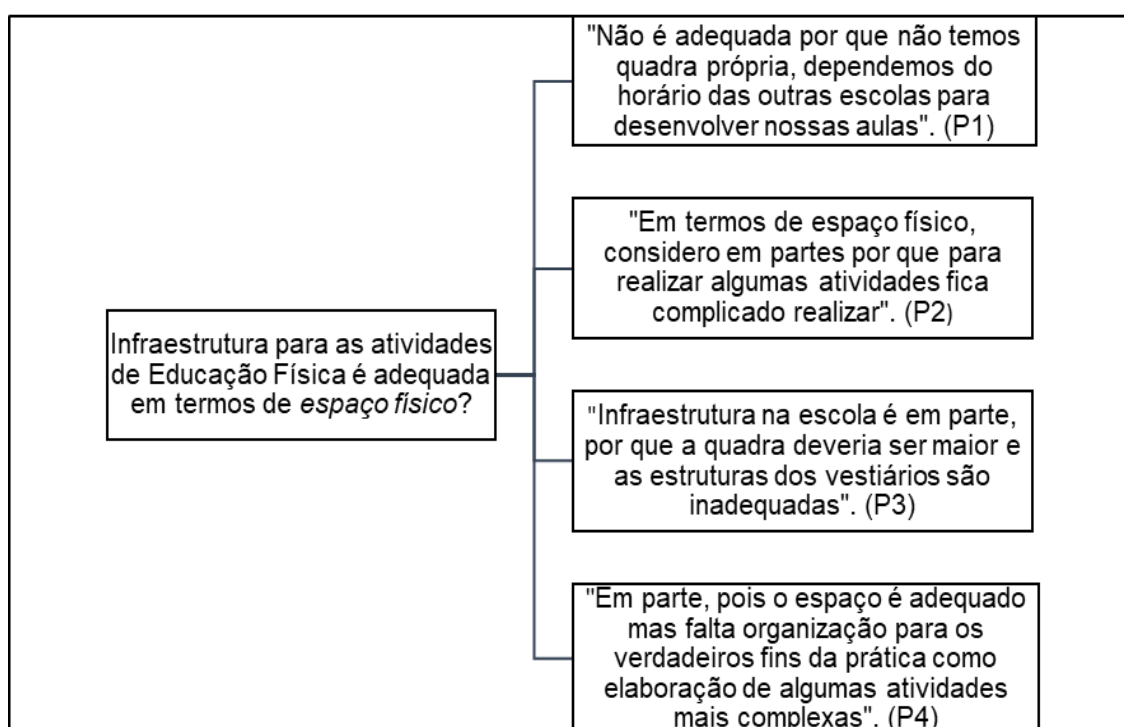 "Não é adequada por que não temos
quadra própria, dependemos do
horário das outras escolas para
desenvolver nossas aulas". (P1)
"Em termos de espaço físico,
considero em partes por que para
realizar algumas atividades fica
complicado realizar". (P2)
Infraestrutura para as atividades
de Educação Física é adequada
em termos de espaço físico?
"Infraestrutura na escola é em parte,
por que a quadra deveria ser maior e
as estruturas dos vestiários são
inadequadas". (P3)
"Em parte, pois o espaço é adequado
mas falta organização para os
verdadeiros fins da prática como
elaboração de algumas atividades
mais complexas". (P4)